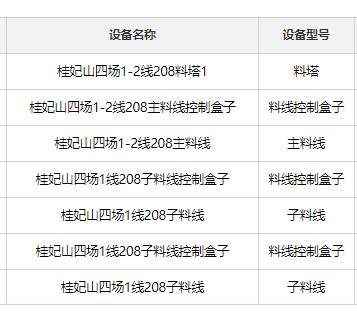 设备名称 设备型号
桂妃山四场1-2线208料塔1 料塔
桂妃山四场1-2线208主料线控制盒子 料线控制盒子
桂妃山四场1-2线208主料线 主料线
桂妃山四场1线208子料线控制盒子 料线控制盒子
桂妃山四场1线208子料线 子料线
桂妃山四场1线208子料线控制盒子 料线控制盒子
桂妃山四场1线208子料线 子料线